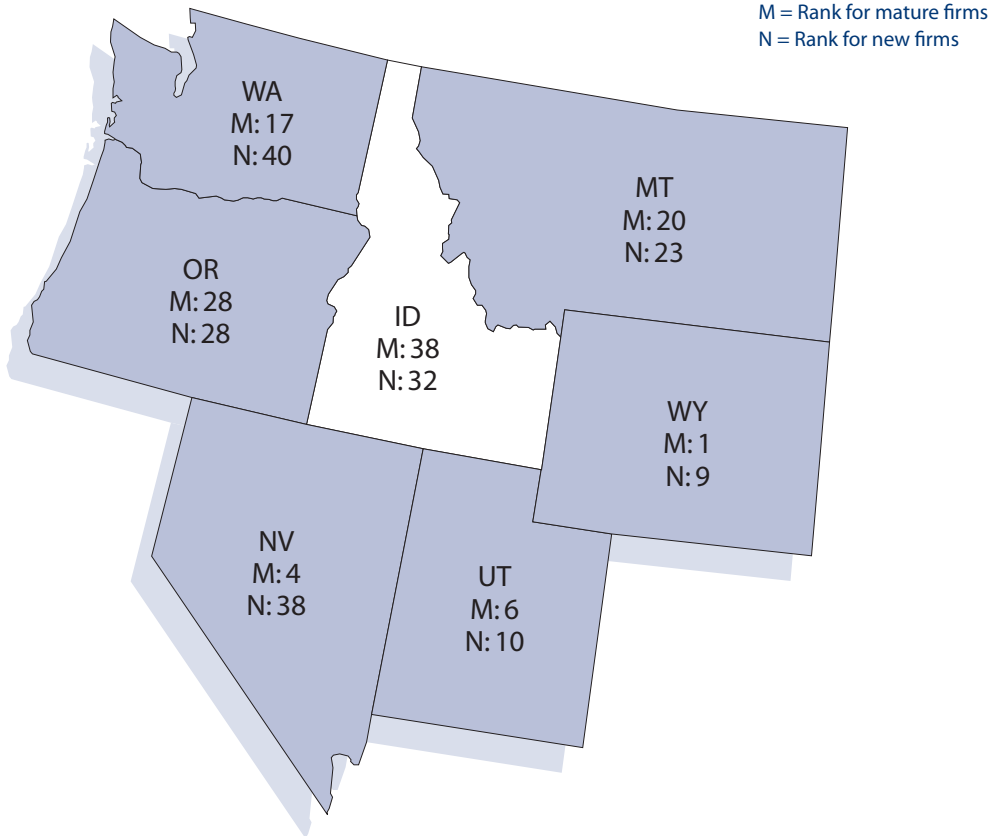 M = Rank for mature firms
N = Rank for new firms
WA
M: 17
N: 40
MT
M: 20
N: 23
OR
M: 28
N: 28
ID
M: 38
N: 32
WY
M: 1
N: 9
NV
M: 4
N: 38
UT
M: 6
N: 10